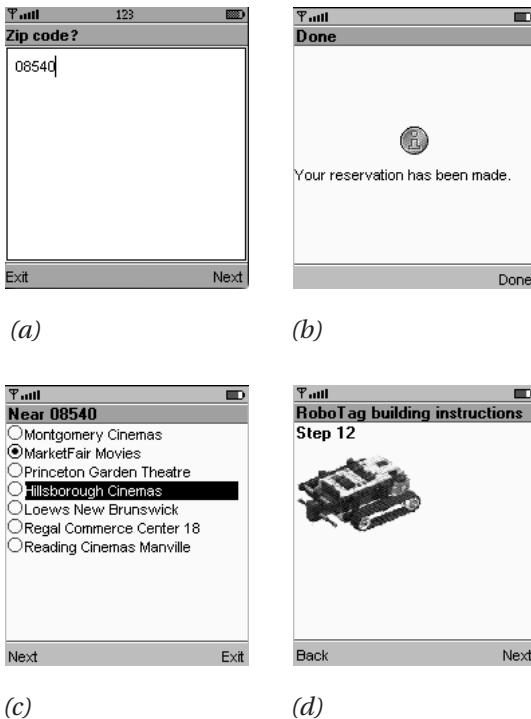 123
Zip code?
08540
Exit Next
(a)
Done
Your reservation has been made.
Done
(b)
Near 08540
Montgomery Cinemas
MarketFair Movies
Princeton Garden Theatre
Hillsborough Cinemas
Loews New Brunswick
Regal Commerce Center 18
Reading Cinemas Manville
Next Exit
(c)
RoboTag building instructions
Step 12
Back Next
(d)